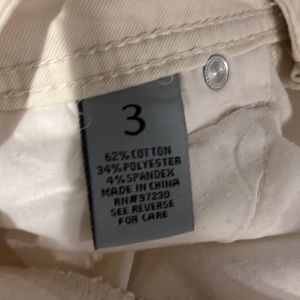 3
62% COTTON
34% POLYESTER
4% SPANDEX
MADE IN CHINA
RN# 97230
SEE REVERSE
FOR CARE